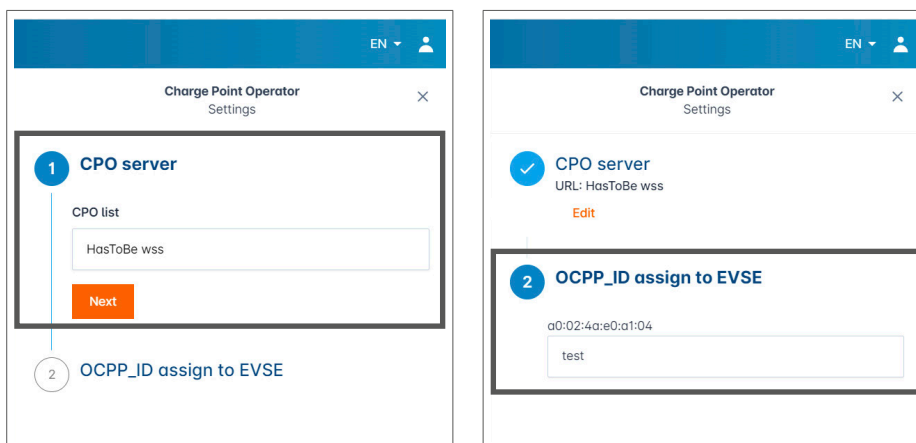 EN
Charge Point Operator
Settings
1 CPO server
CPO list
HasToBe wss
Next
2 OCPP_ID assign to EVSE
EN
Charge Point Operator
Settings
CPO server
URL: HasToBe wss
Edit
2 OCPP_ID assign to EVSE
a0:02:4a:e0:a1:04
test